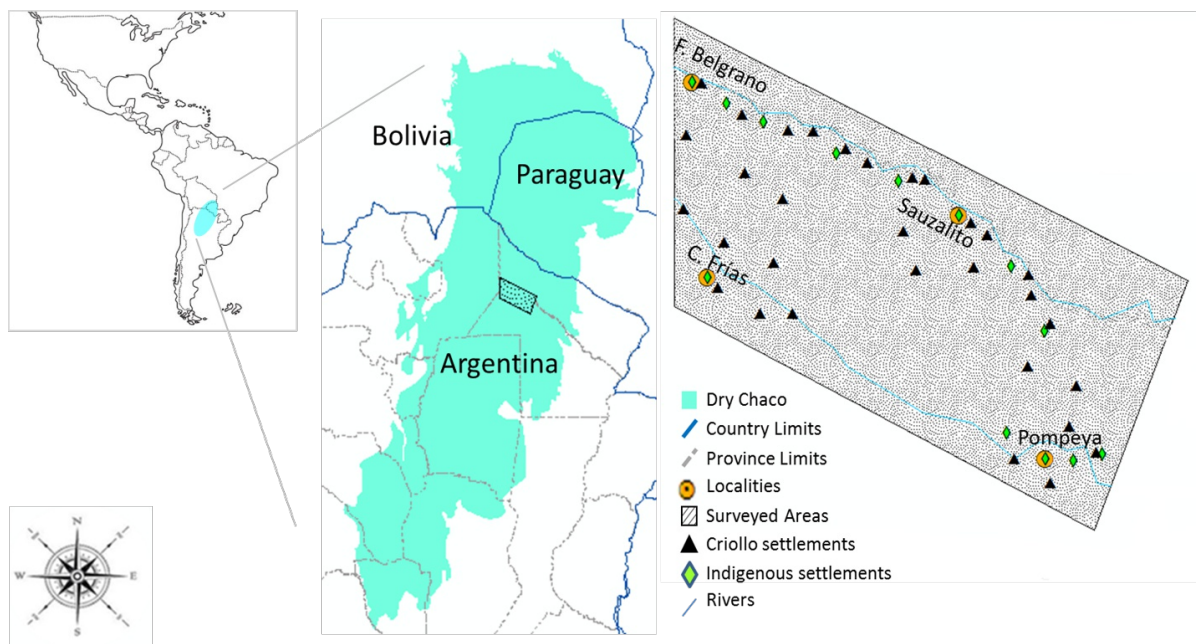 Bolivia
Paraguay
Argentina
F. Belgrano
Sauzalito
C. Frías
Pompeya
Dry Chaco
Country Limits
Province Limits
Localities
Surveyed Areas
Criollo settlements
Indigenous settlements
Rivers
N
W
E
S